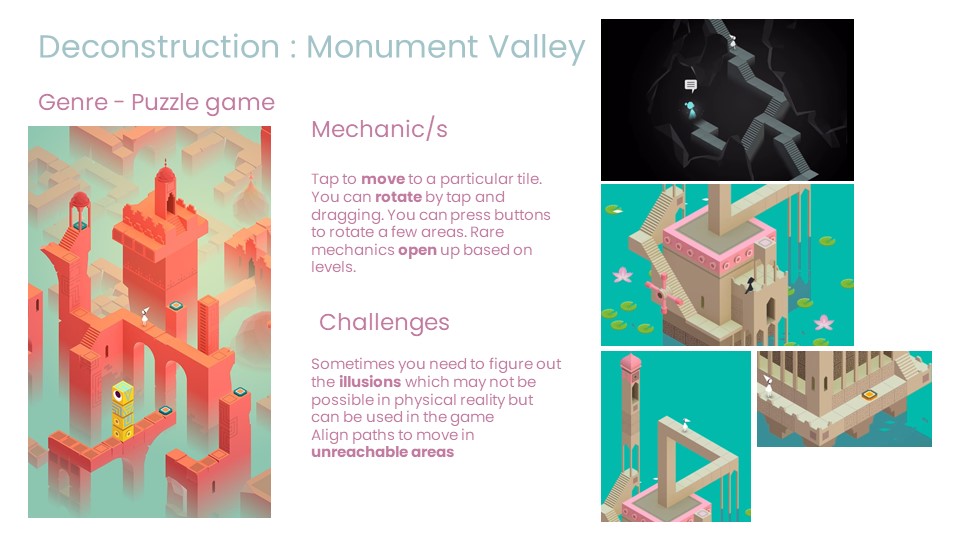 Deconstruction : Monument Valley
Genre - Puzzle game
Mechanic/s
Tap to move to a particular tile.
You can rotate by tap and
dragging. You can press buttons
to rotate a few areas. Rare
mechanics open up based on
levels.
Challenges
Sometimes you need to figure out
the illusions which may not be
possible in physical reality but
can be used in the game
Align paths to move in
unreachable areas